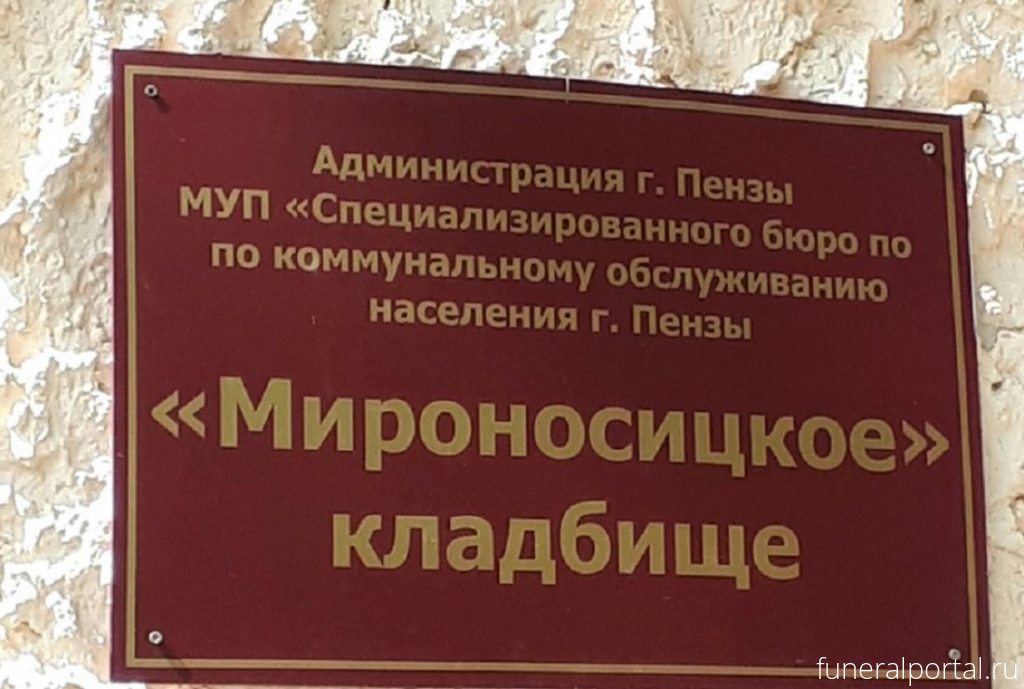 Администрация г. Пензы
МУП «Специализированного бюро по
по коммунальному обслуживанию
населения г. Пензы
«Мироносицкое»
кладбище
funeralportal.ru